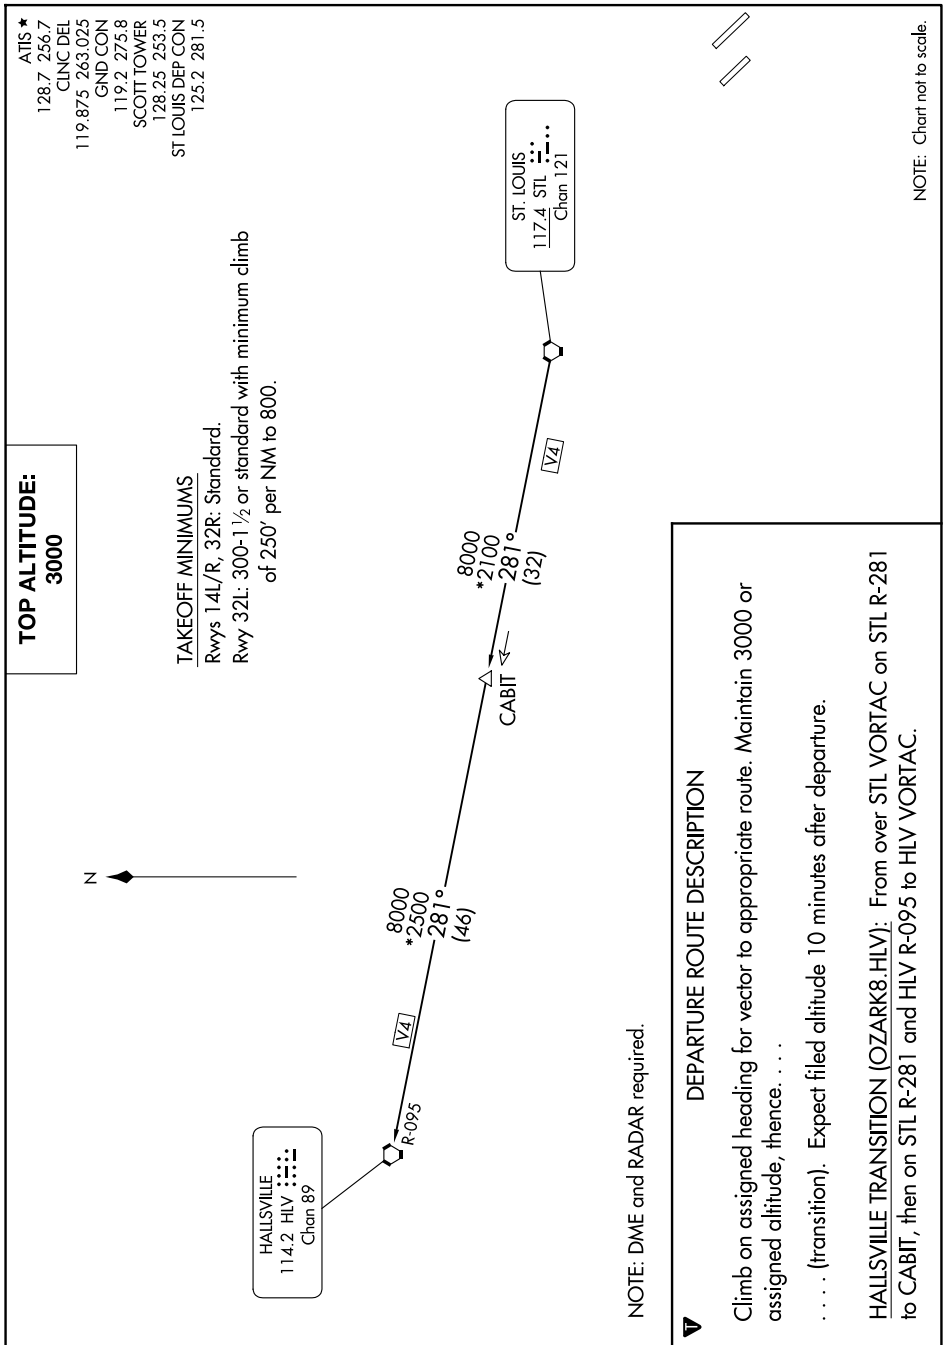 TOP ALTITUDE:
3000
ATIS ★
128.7 256.7
CLNC DEL
119.875 263.025
GND CON
119.2 275.8
SCOTT TOWER
128.25 253.5
ST LOUIS DEP CON
125.2 281.5
TAKEOFF MINIMUMS
Rwys 14L/R, 32R: Standard.
Rwy 32L: 300-1½ or standard with minimum climb
of 250' per NM to 800.
N
HALLSVILLE
114.2 HLV
Chan 89
R-095
V4
8000
*2500
281°
(46)
CABIT
8000
*2100
281°
(32)
V4
ST. LOUIS
117.4 STL
Chan 121
NOTE: DME and RADAR required.
NOTE: Chart not to scale.
T
DEPARTURE ROUTE DESCRIPTION
Climb on assigned heading for vector to appropriate route. Maintain 3000 or
assigned altitude, thence. . . .
. . . . (transition). Expect filed altitude 10 minutes after departure.
HALLSVILLE TRANSITION (OZARK8.HLV): From over STL VORTAC on STL R-281
to CABIT, then on STL R-281 and HLV R-095 to HLV VORTAC.